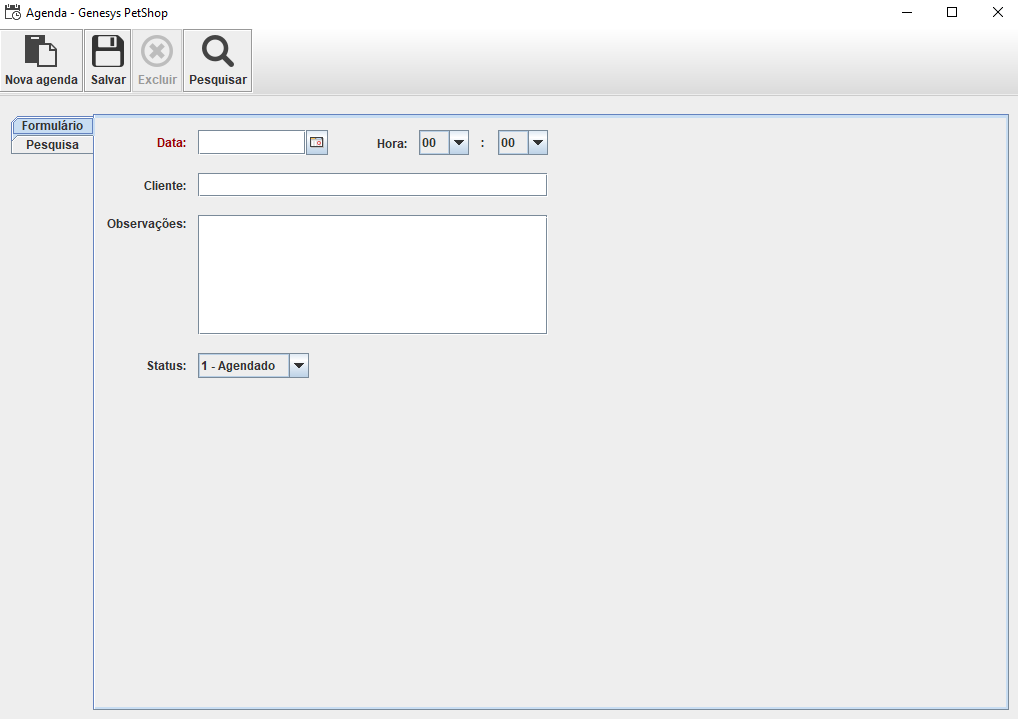 Agenda - Genesys PetShop
Nova agenda Salvar Excluir Pesquisar
Formulário
Pesquisa
Data: Hora: 00 : 00
Cliente:
Observações:
Status: 1 - Agendado